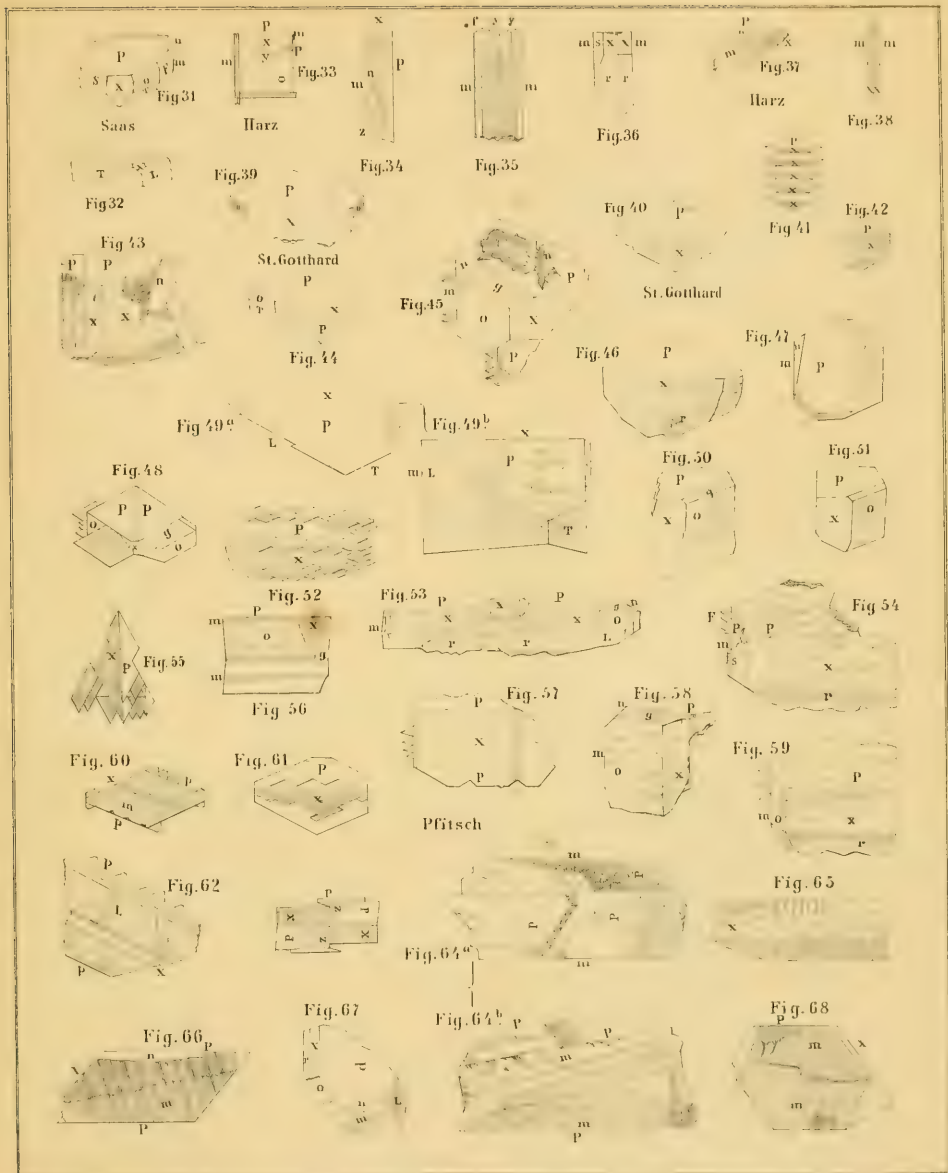 P n
S x o r m
Fig 31
Saas
m P x y o m P
Fig. 33
Harz
x n m P z
Fig. 34
m m
Fig. 35
m s x x m
r r
Fig. 36
P x m
Fig. 37
Harz
m m
Fig. 38
T x L
Fig 32
Fig. 39
P
x
St. Gotthard
Fig 40
P
x
St. Gotthard
P
x
x
x
x
Fig 41
Fig. 42
r
x
Fig 43
P P n
x x
P
o r x
P
Fig. 44
Fig. 45
n n P
m g
o x
P
Fig. 46
P
x
r
Fig. 47
m P
Fig 49a
x
P
L T
Fig. 49b
x
m L P
T
Fig. 50
P g
x o
Fig. 51
P
x o
Fig. 48
P P
o x g o
P
x
Fig. 52
Fig. 53
P P
m x x x g n o
r r L
Fig 54
F P P
m
f s x
r
x P
Fig. 55
P
m o x
g
m
Fig 56
Fig. 57
P
x
P
Pfitsch
Fig. 58
n g P
m o x
Fig. 59
P
m o x
r
Fig. 60
x P
m
P
Fig. 61
P
x
Fig. 62
P
L
P x
P
x z P
P z x
Fig. 64a
m
P P P
m
Fig. 65
x
Fig. 66
n P
x
m
P
Fig. 67
x
r P
o
n L
m
Fig. 64b
P P
m
m
P
Fig. 68
P
m x
m